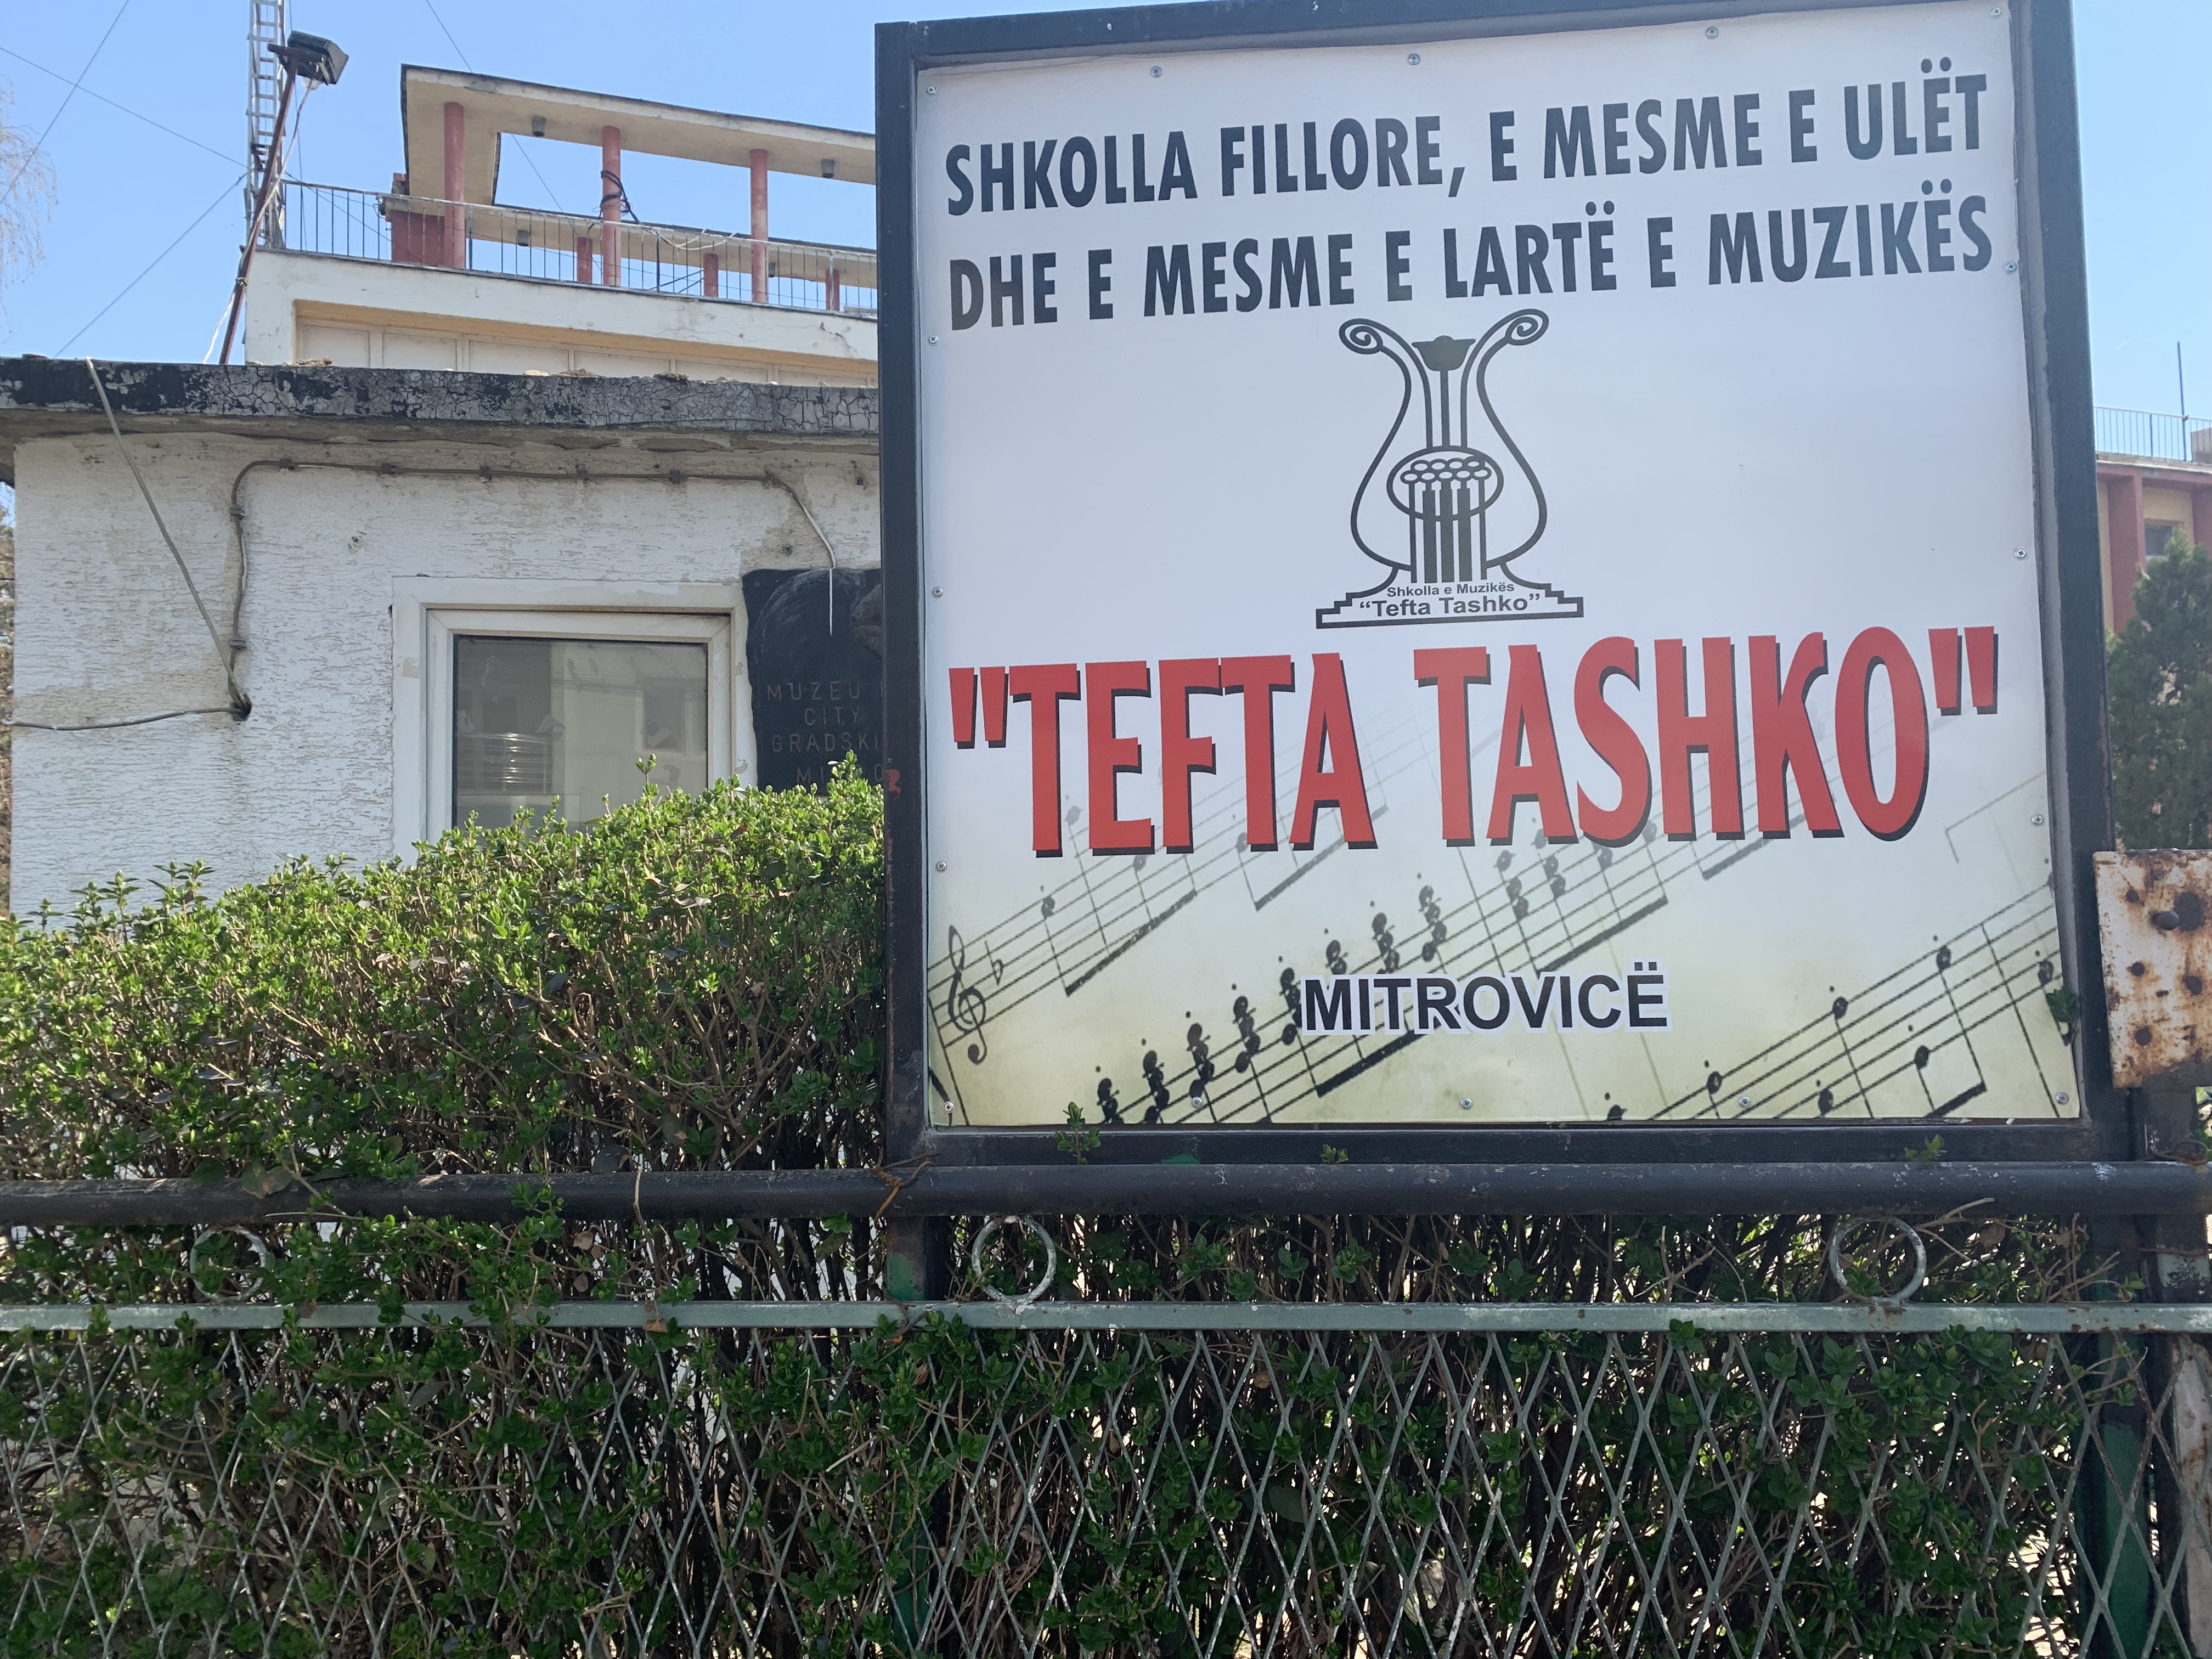 SHKOLLA FILLORE, E MESME E ULËT
DHE E MESME E LARTË E MUZIKËS
Shkolla e Muzikës
“Tefta Tashko”
"TEFTA TASHKO"
MITROVICË
MUZEU
CITY
GRADSKI